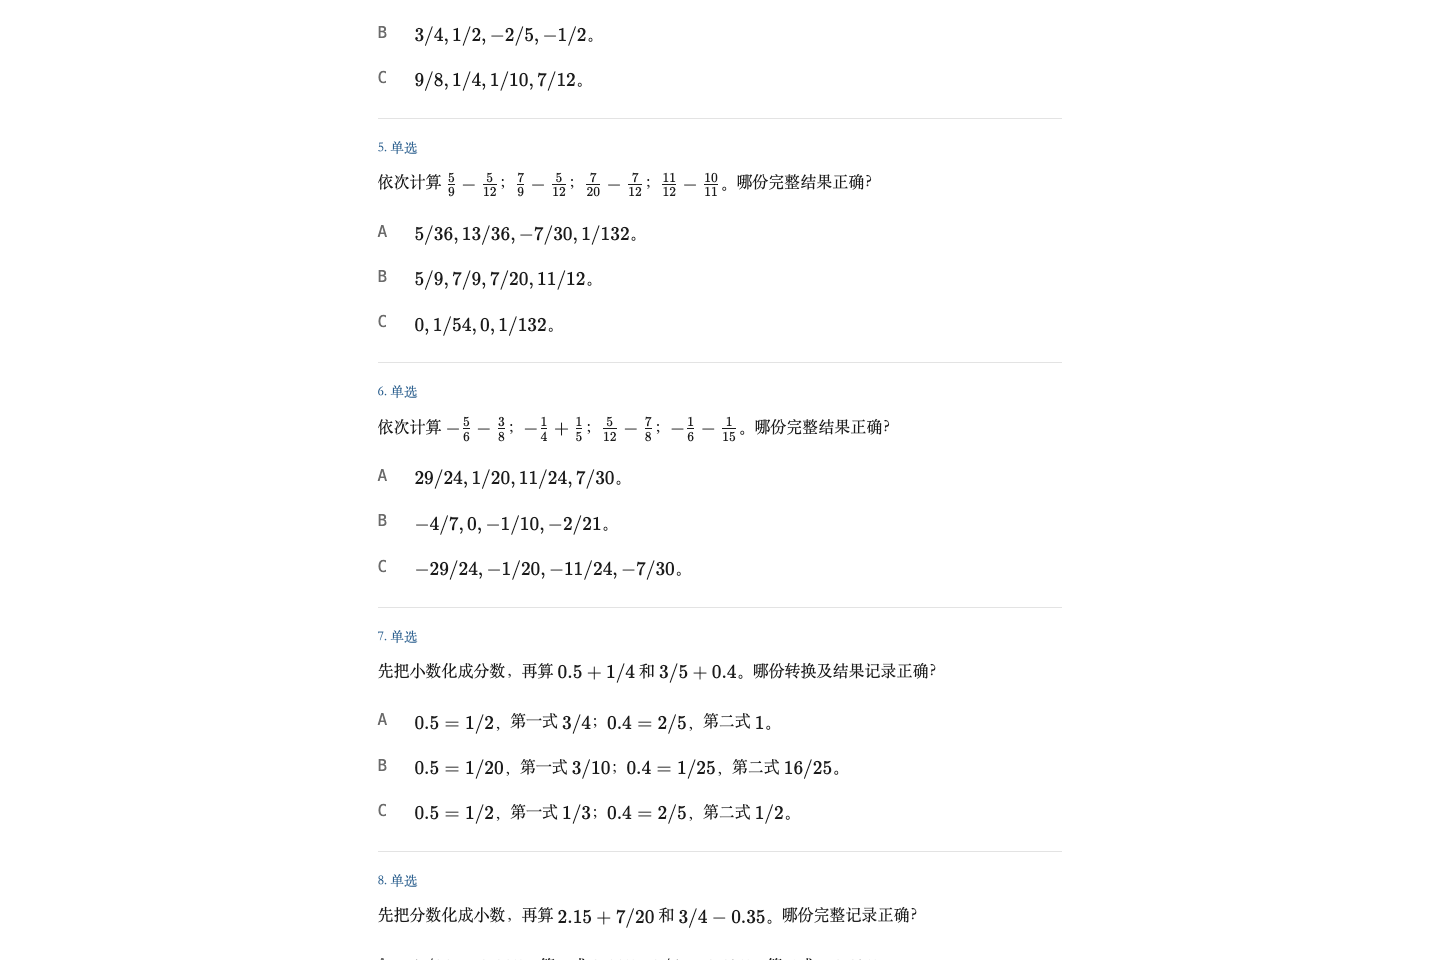 B 3/4, 1/2, −2/5, −1/2。
C 9/8, 1/4, 1/10, 7/12。
5. 单选
依次计算 5/9 − 5/12；7/9 − 5/12；7/20 − 7/12；11/12 − 10/11。哪份完整结果正确？
A 5/36, 13/36, −7/30, 1/132。
B 5/9, 7/9, 7/20, 11/12。
C 0, 1/54, 0, 1/132。
6. 单选
依次计算 −5/6 − 3/8；−1/4 + 1/5；5/12 − 7/8；−1/6 − 1/15。哪份完整结果正确？
A 29/24, 1/20, 11/24, 7/30。
B −4/7, 0, −1/10, −2/21。
C −29/24, −1/20, −11/24, −7/30。
7. 单选
先把小数化成分数，再算 0.5 + 1/4 和 3/5 + 0.4。哪份转换及结果记录正确？
A 0.5 = 1/2，第一式 3/4；0.4 = 2/5，第二式 1。
B 0.5 = 1/20，第一式 3/10；0.4 = 1/25，第二式 16/25。
C 0.5 = 1/2，第一式 1/3；0.4 = 2/5，第二式 1/2。
8. 单选
先把分数化成小数，再算 2.15 + 7/20 和 3/4 − 0.35。哪份完整记录正确？